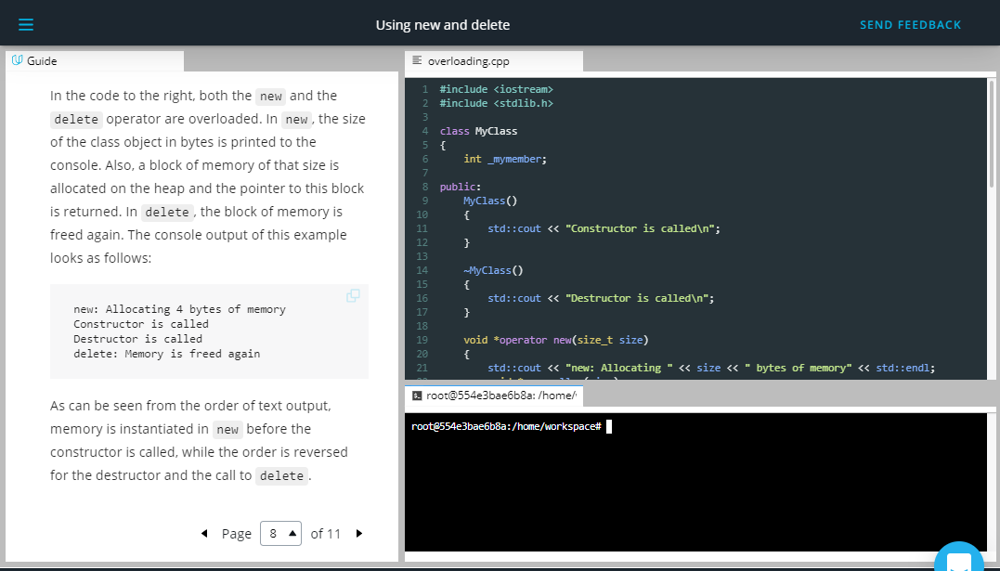 Using new and delete
SEND FEEDBACK
Guide
In the code to the right, both the new and the
delete operator are overloaded. In new, the size
of the class object in bytes is printed to the
console. Also, a block of memory of that size is
allocated on the heap and the pointer to this block
is returned. In delete, the block of memory is
freed again. The console output of this example
looks as follows:
new: Allocating 4 bytes of memory
Constructor is called
Destructor is called
delete: Memory is freed again
As can be seen from the order of text output,
memory is instantiated in new before the
constructor is called, while the order is reversed
for the destructor and the call to delete.
Page 8 of 11
overloading.cpp
1 #include <iostream>
2 #include <stdlib.h>
3
4 class MyClass
5 {
6 int _mymember;
7
8 public:
9 MyClass()
10 {
11 std::cout << "Constructor is called\n";
12 }
13
14 ~MyClass()
15 {
16 std::cout << "Destructor is called\n";
17 }
18
19 void *operator new(size_t size)
20 {
21 std::cout << "new: Allocating " << size << " bytes of memory" << std::endl;
root@554e3bae6b8a: /home/
root@554e3bae6b8a:/home/workspace#